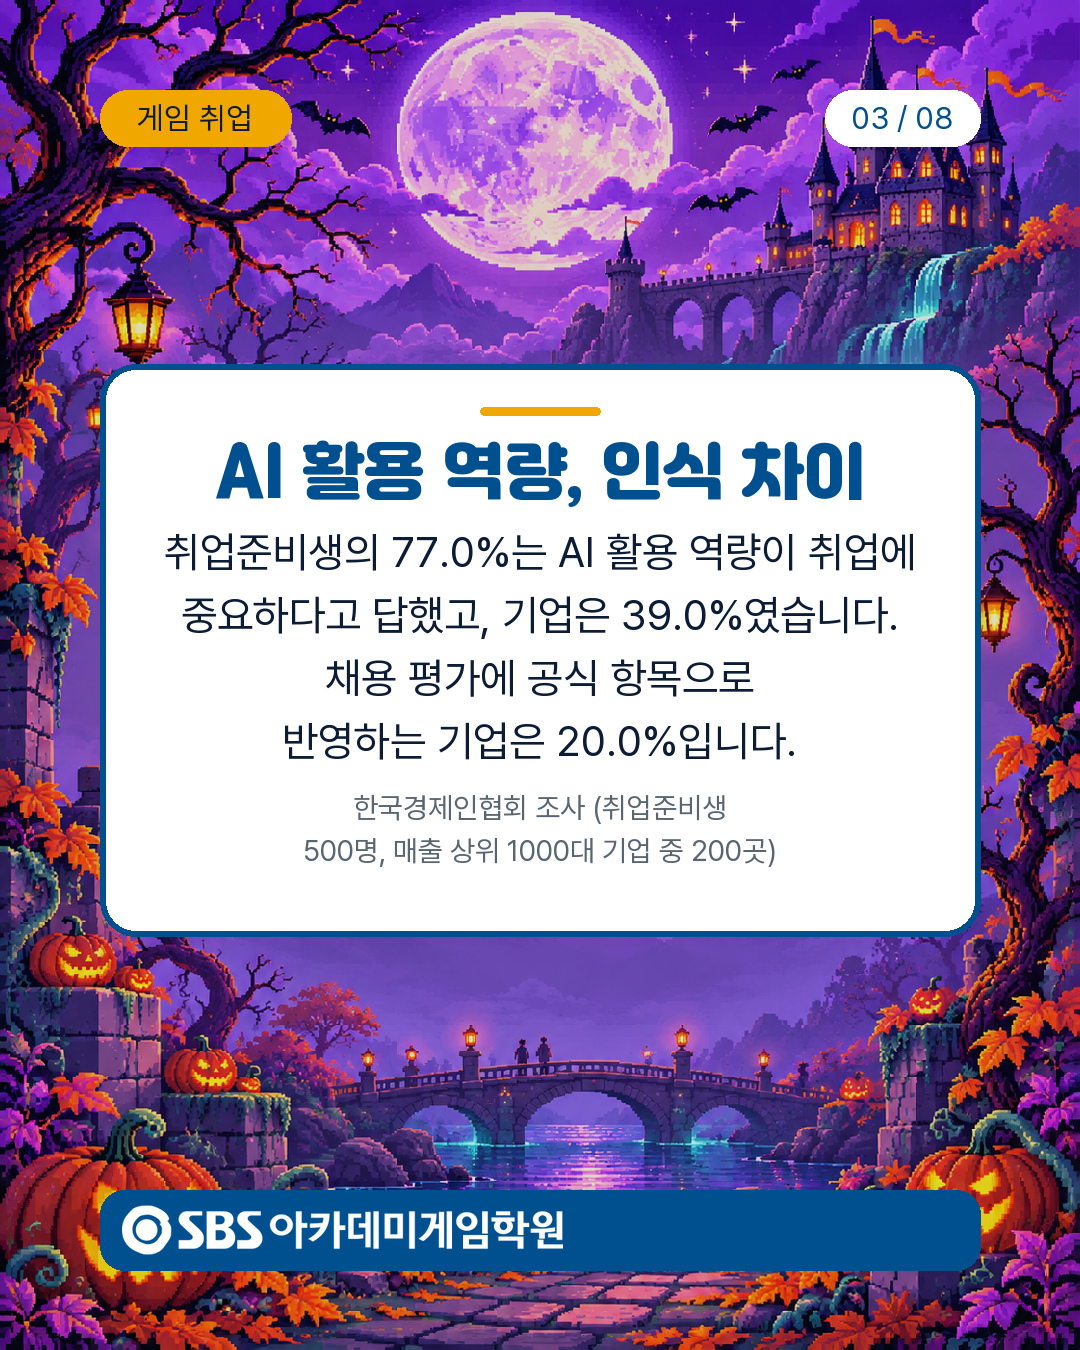 게임 취업
03 / 08
AI 활용 역량, 인식 차이
취업준비생의 77.0%는 AI 활용 역량이 취업에
중요하다고 답했고, 기업은 39.0%였습니다.
채용 평가에 공식 항목으로
반영하는 기업은 20.0%입니다.
한국경제인협회 조사 (취업준비생
500명, 매출 상위 1000대 기업 중 200곳)
SBS 아카데미게임학원